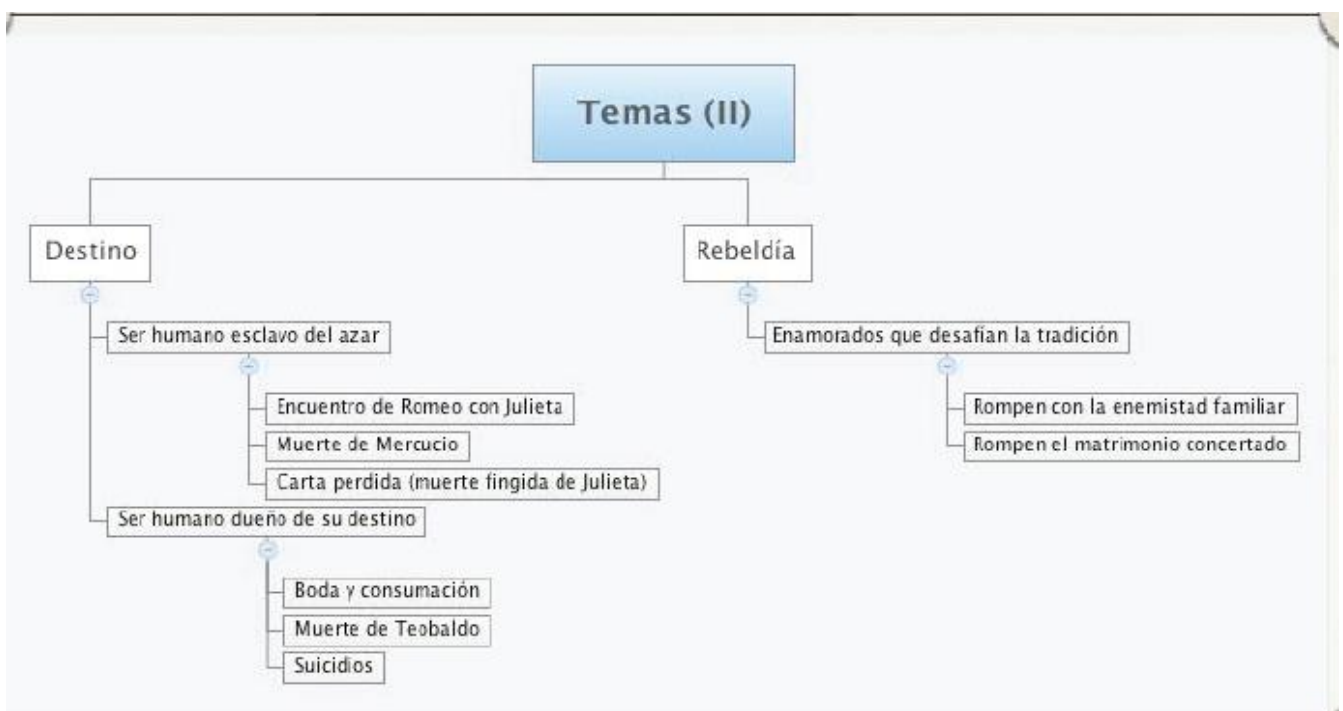 Temas (II)
Destino
Ser humano esclavo del azar
Encuentro de Romeo con Julieta
Muerte de Mercucio
Carta perdida (muerte fingida de Julieta)
Ser humano dueño de su destino
Boda y consumación
Muerte de Teobaldo
Suicidios
Rebeldía
Enamorados que desafían la tradición
Rompen con la enemistad familiar
Rompen el matrimonio concertado